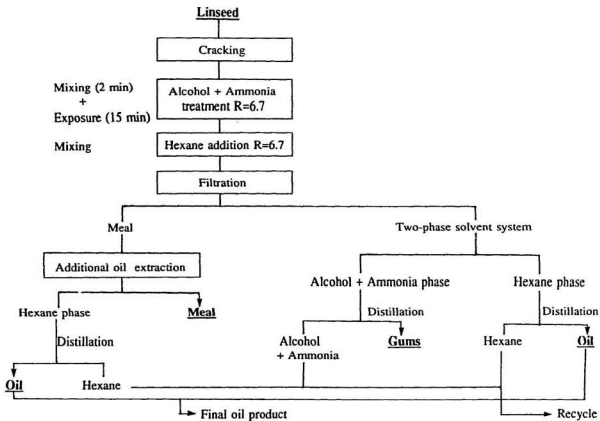 Linseed
Cracking
Mixing (2 min)
+
Exposure (15 min)
Alcohol + Ammonia
treatment R=6.7
Mixing
Hexane addition R=6.7
Filtration
Meal
Two-phase solvent system
Additional oil extraction
Alcohol + Ammonia phase
Hexane phase
Hexane phase
Meal
Distillation
Distillation
Distillation
Alcohol
+ Ammonia
Gums
Hexane
Oil
Oil
Hexane
Final oil product
Recycle